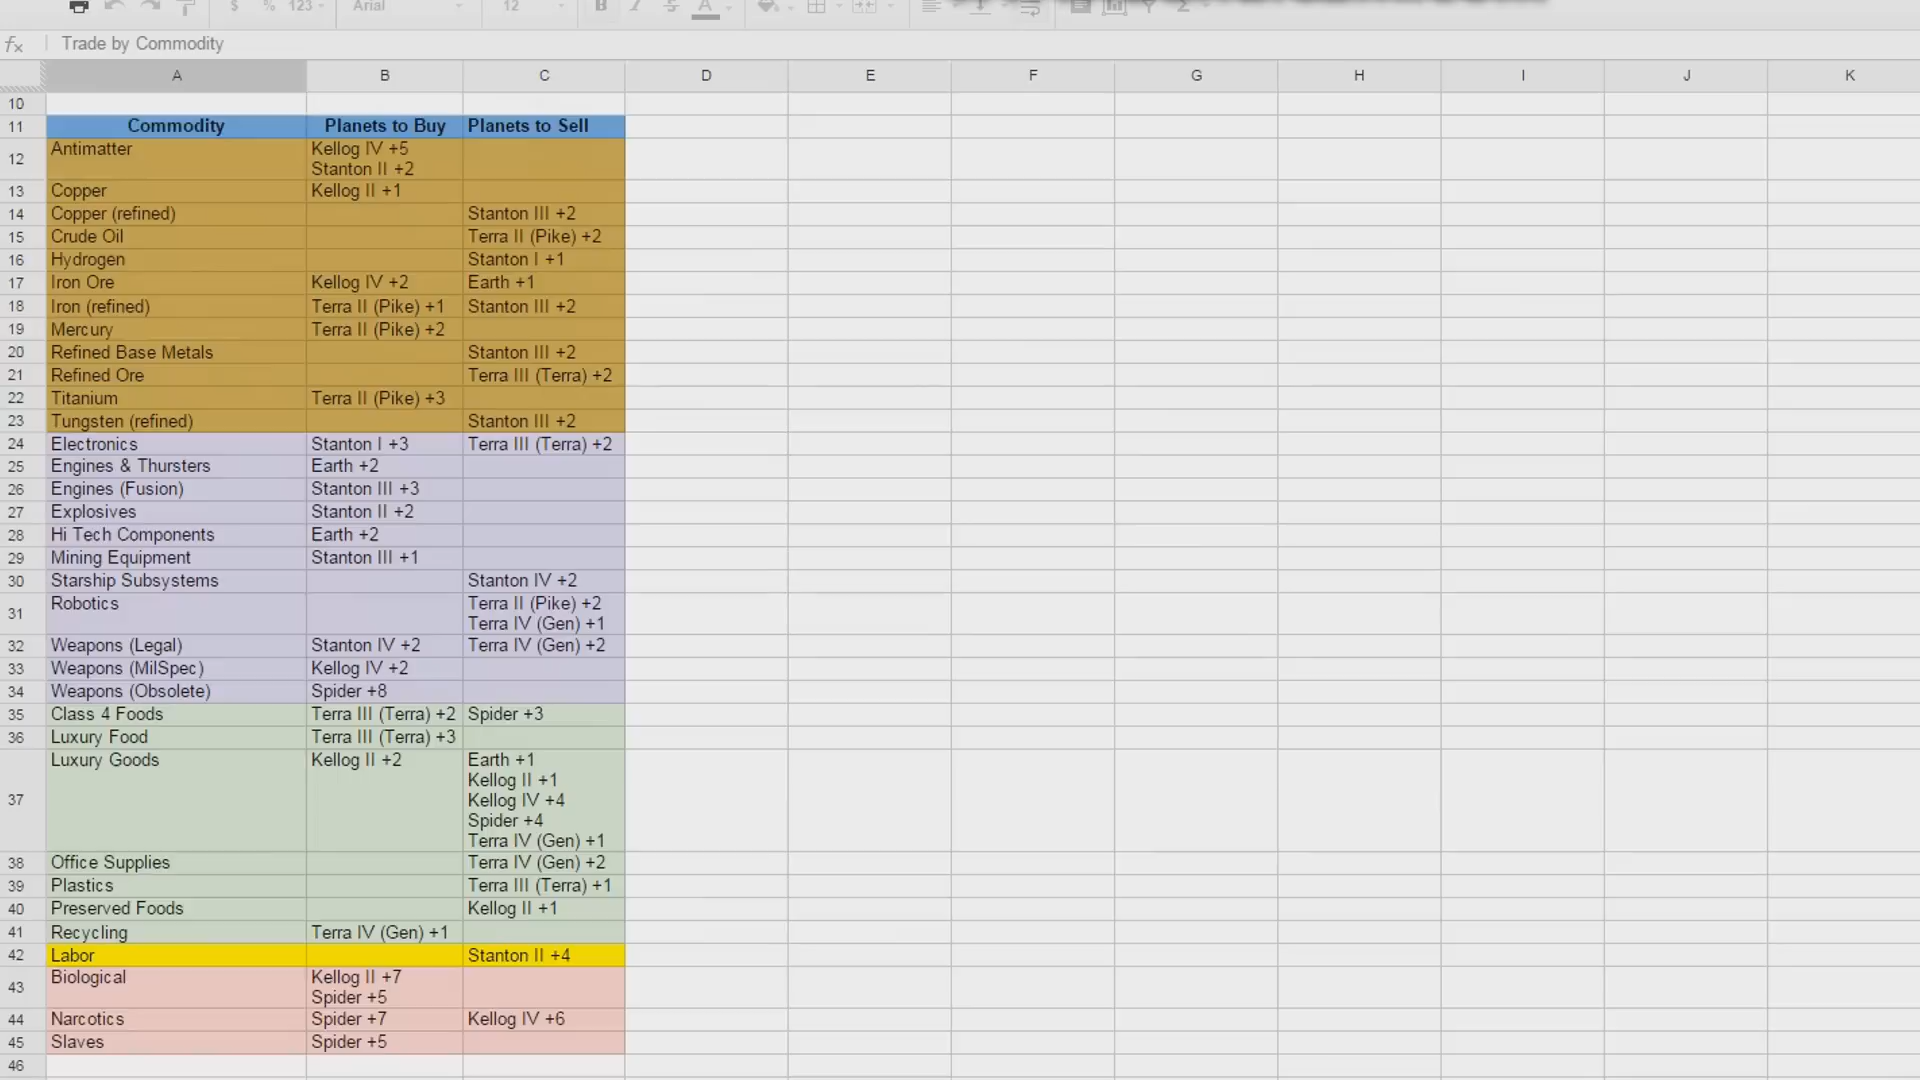 $ % 123 Arial 12 B I S A
fx Trade by Commodity
A B C D E F G H I J K
10
11 Commodity Planets to Buy Planets to Sell
12 Antimatter Kellog IV +5
Stanton II +2
13 Copper Kellog II +1
14 Copper (refined) Stanton III +2
15 Crude Oil Terra II (Pike) +2
16 Hydrogen Stanton I +1
17 Iron Ore Kellog IV +2 Earth +1
18 Iron (refined) Terra II (Pike) +1 Stanton III +2
19 Mercury Terra II (Pike) +2
20 Refined Base Metals Stanton III +2
21 Refined Ore Terra III (Terra) +2
22 Titanium Terra II (Pike) +3
23 Tungsten (refined) Stanton III +2
24 Electronics Stanton I +3 Terra III (Terra) +2
25 Engines & Thursters Earth +2
26 Engines (Fusion) Stanton III +3
27 Explosives Stanton II +2
28 Hi Tech Components Earth +2
29 Mining Equipment Stanton III +1
30 Starship Subsystems Stanton IV +2
31 Robotics Terra II (Pike) +2
Terra IV (Gen) +1
32 Weapons (Legal) Stanton IV +2 Terra IV (Gen) +2
33 Weapons (MilSpec) Kellog IV +2
34 Weapons (Obsolete) Spider +8
35 Class 4 Foods Terra III (Terra) +2 Spider +3
36 Luxury Food Terra III (Terra) +3
37 Luxury Goods Kellog II +2 Earth +1
Kellog II +1
Kellog IV +4
Spider +4
Terra IV (Gen) +1
38 Office Supplies Terra IV (Gen) +2
39 Plastics Terra III (Terra) +1
40 Preserved Foods Kellog II +1
41 Recycling Terra IV (Gen) +1
42 Labor Stanton II +4
43 Biological Kellog II +7
Spider +5
44 Narcotics Spider +7 Kellog IV +6
45 Slaves Spider +5
46